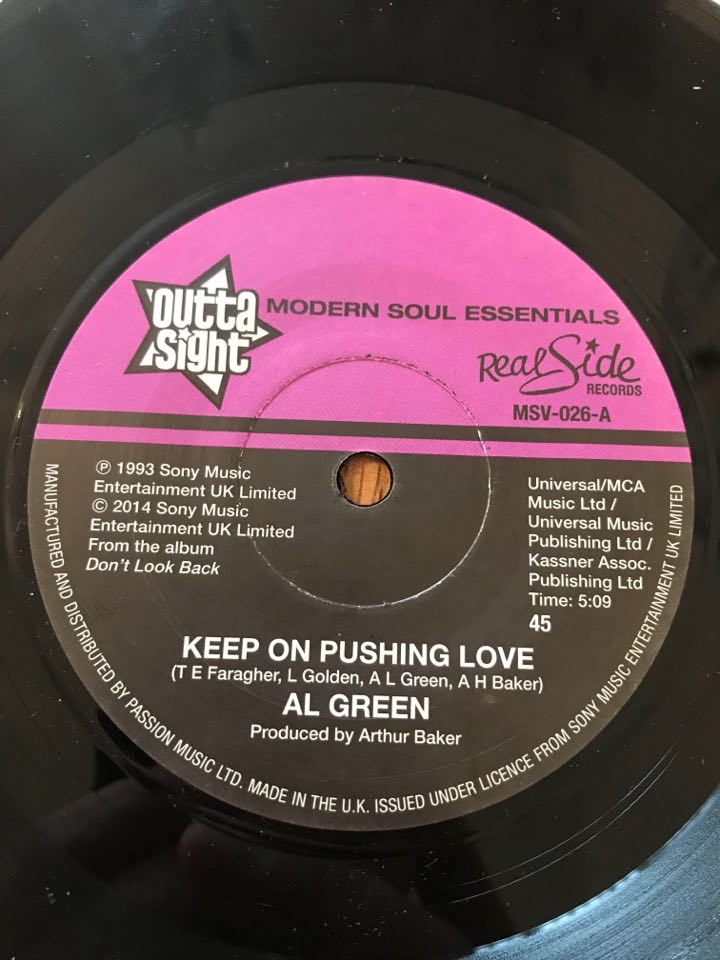 outta
sight
MODERN SOUL ESSENTIALS
Real Side
RECORDS
MSV-026-A
℗ 1993 Sony Music
Entertainment UK Limited
© 2014 Sony Music
Entertainment UK Limited
From the album
Don't Look Back
Universal/MCA
Music Ltd /
Universal Music
Publishing Ltd /
Kassner Assoc.
Publishing Ltd
Time: 5:09
45
KEEP ON PUSHING LOVE
(T E Faragher, L Golden, A L Green, A H Baker)
AL GREEN
Produced by Arthur Baker
MANUFACTURED AND DISTRIBUTED BY PASSION MUSIC LTD. MADE IN THE U.K. ISSUED UNDER LICENCE FROM SONY MUSIC ENTERTAINMENT UK LIMITED